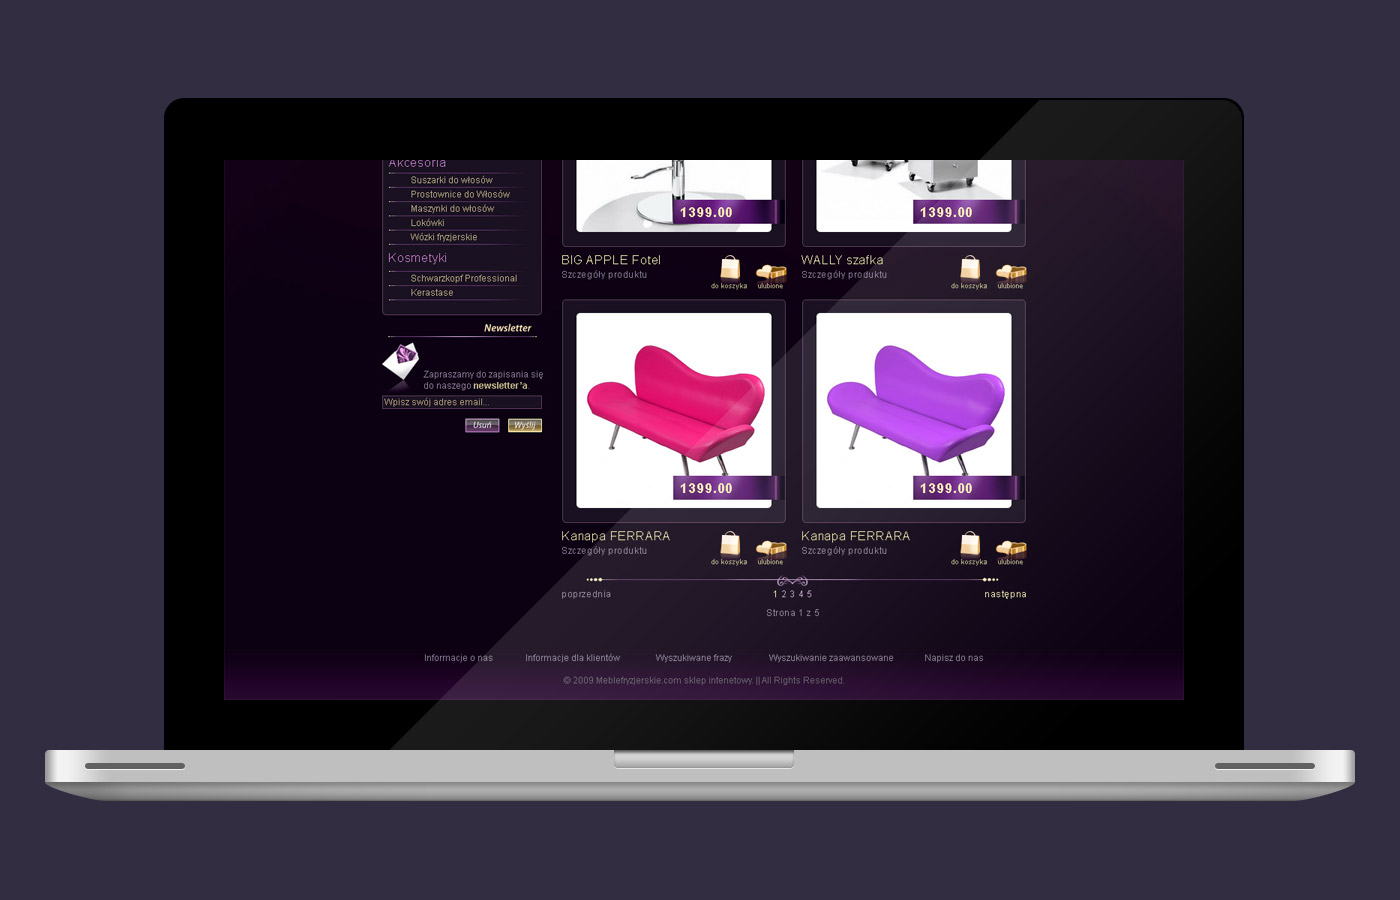 Akcesoria
Suszarki do włosów
Prostownice do Włosów
Maszynki do włosów
Lokówki
Wózki fryzjerskie
Kosmetyki
Schwarzkopf Professional
Kerastase
Newsletter
Zapraszamy do zapisania się
do naszego newsletter'a.
Wpisz swój adres email...
Usuń Wyślij
1399.00 1399.00
BIG APPLE Fotel
Szczegóły produktu
do koszyka ulubione
WALLY szafka
Szczegóły produktu
do koszyka ulubione
1399.00 1399.00
Kanapa FERRARA
Szczegóły produktu
do koszyka ulubione
Kanapa FERRARA
Szczegóły produktu
do koszyka ulubione
poprzednia 1 2 3 4 5 następna
Strona 1 z 5
Informacje o nas Informacje dla klientów Wyszukiwane frazy Wyszukiwanie zaawansowane Napisz do nas
© 2009 Meblefryzjerskie.com sklep intenetowy. || All Rights Reserved.